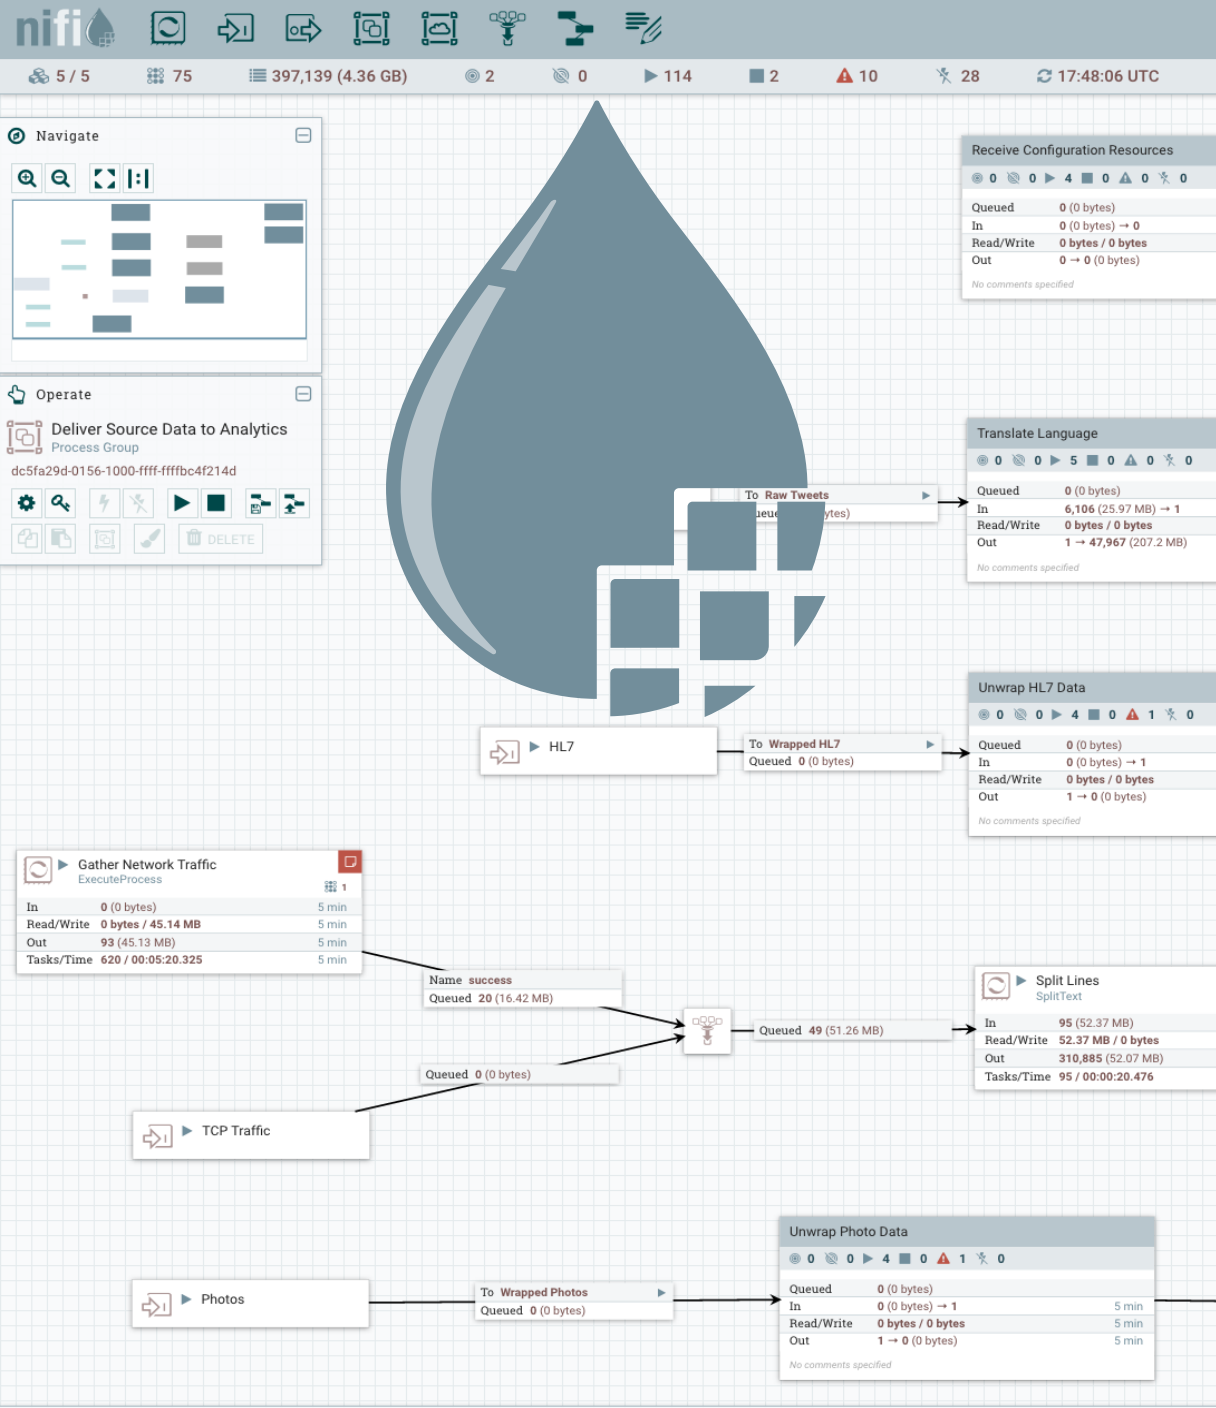 nifi
5 / 5 75 397,139 (4.36 GB) 2 0 114 2 10 28 17:48:06 UTC
Navigate
Operate
Deliver Source Data to Analytics
Process Group
dc5fa29d-0156-1000-ffff-ffffbc4f214d
DELETE
Receive Configuration Resources
0 0 4 0 0 0
Queued 0 (0 bytes)
In 0 (0 bytes) → 0
Read/Write 0 bytes / 0 bytes
Out 0 → 0 (0 bytes)
No comments specified
To Raw Tweets
Translate Language
0 0 5 0 0 0
Queued 0 (0 bytes)
In 6,106 (25.97 MB) → 1
Read/Write 0 bytes / 0 bytes
Out 1 → 47,967 (207.2 MB)
No comments specified
HL7
To Wrapped HL7
Queued 0 (0 bytes)
Unwrap HL7 Data
0 0 4 0 1 0
Queued 0 (0 bytes)
In 0 (0 bytes) → 1
Read/Write 0 bytes / 0 bytes
Out 1 → 0 (0 bytes)
No comments specified
Gather Network Traffic
ExecuteProcess
1
In 0 (0 bytes) 5 min
Read/Write 0 bytes / 45.14 MB 5 min
Out 93 (45.13 MB) 5 min
Tasks/Time 620 / 00:05:20.325 5 min
Name success
Queued 20 (16.42 MB)
Queued 0 (0 bytes)
TCP Traffic
Queued 49 (51.26 MB)
Split Lines
SplitText
In 95 (52.37 MB)
Read/Write 52.37 MB / 0 bytes
Out 310,885 (52.07 MB)
Tasks/Time 95 / 00:00:20.476
Photos
To Wrapped Photos
Queued 0 (0 bytes)
Unwrap Photo Data
0 0 4 0 1 0
Queued 0 (0 bytes)
In 0 (0 bytes) → 1 5 min
Read/Write 0 bytes / 0 bytes 5 min
Out 1 → 0 (0 bytes) 5 min
No comments specified